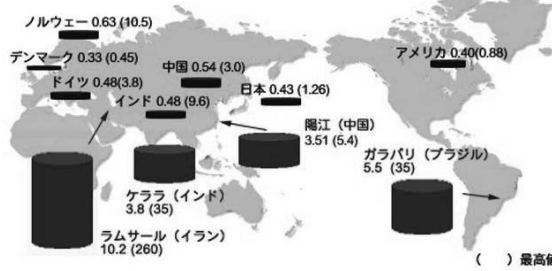 ノルウェー 0.63 (10.5)
デンマーク 0.33 (0.45)
ドイツ 0.48(3.8)
中国 0.54 (3.0)
インド 0.48 (9.6)
日本 0.43 (1.26)
アメリカ 0.40(0.88)
陽江（中国）
3.51 (5.4)
ガラパリ（ブラジル）
5.5 (35)
ケララ（インド）
3.8 (35)
ラムサール（イラン）
10.2 (260)
（　）最高値